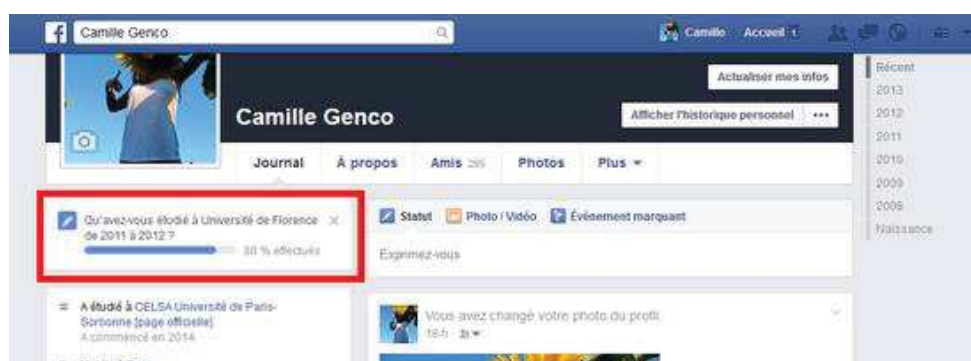 f Camille Genco
Camille Accueil 1
Actualiser mes infos
Camille Genco
Afficher l'historique personnel ...
Journal À propos Amis Photos Plus
Récent
2013
2012
2011
2010
2009
Naissance
Qu'avez-vous étudié à Université de Florence
de 2011 à 2012 ?
% effectués
Statut Photo / Vidéo Événement marquant
Exprimez-vous
A étudié à CELSA Université de Paris-
Sorbonne [page officielle]
A commencé en 2014
Vous avez changé votre photo du profil.